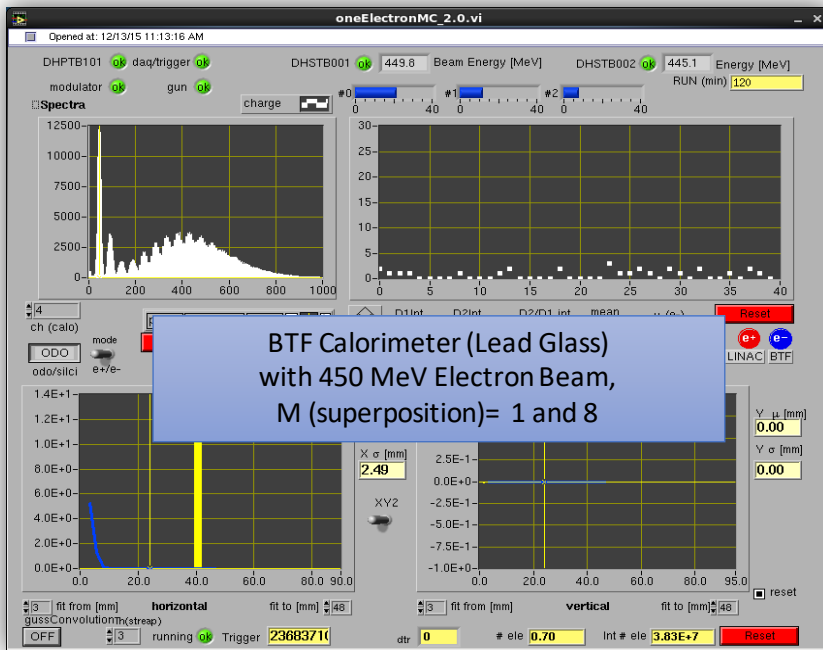 oneElectronMC_2.0.vi
Opened at: 12/13/15 11:13:16 AM
DHPTB101 ok daq/trigger ok DHSTB001 ok 449.8 Beam Energy [MeV] DHSTB002 ok 445.1 Energy [MeV]
modulator ok gun ok RUN (min) 120
Spectra charge #0 #1 #2
0 40 0 40 0 40
12500 30
10000 25
7500 20
15
5000 10
2500 5
0 0
0 200 400 600 800 1000 0 5 10 15 20 25 30 35 40
4 D1Int D2Int D2/D1 int mean Reset
ch (calo)
BTF Calorimeter (Lead Glass)
with 450 MeV Electron Beam,
M (superposition)= 1 and 8
ODO mode e+ e-
odo/silci e+/e- LINAC BTF
1.4E+1
1.2E+1 Y μ [mm]
1.0E+1 0.00
X σ [mm] 2.5E-1 Y σ [mm]
8.0E+0 2.49 0.0E+0 0.00
6.0E+0 -2.5E-1
4.0E+0 XY2 -5.0E-1
2.0E+0 -7.5E-1
0.0E+0 -1.0E+0
0.0 20.0 40.0 60.0 80.0 90.0 0.0 20.0 40.0 60.0 80.0 95.0
reset
3 fit from [mm] horizontal fit to [mm] 48 3 fit from [mm] vertical fit to [mm] 48
gussConvolution Th(streap)
OFF 3 running ok Trigger 23683710 dtr 0 # ele 0.70 Int # ele 3.83E+7 Reset